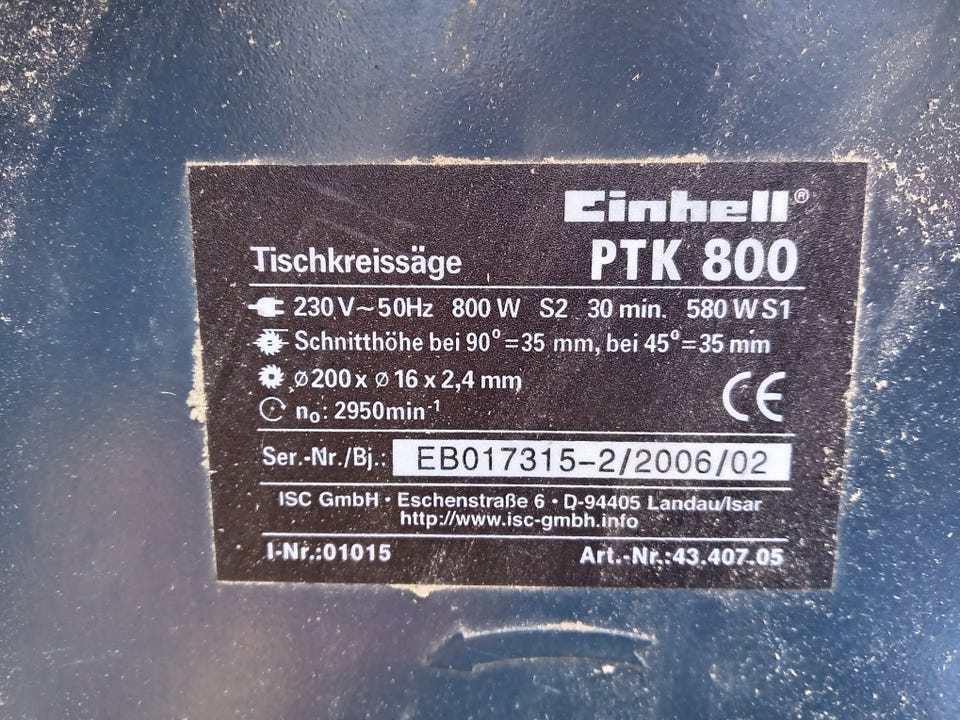 Einhell®
Tischkreissäge PTK 800
230 V~50Hz 800 W S2 30 min. 580 W S1
Schnitthöhe bei 90°=35 mm, bei 45°=35 mm
⌀200 x ⌀ 16 x 2,4 mm
CE
n₀: 2950min⁻¹
Ser.-Nr./Bj.: EB017315-2/2006/02
ISC GmbH · Eschenstraße 6 · D-94405 Landau/Isar
http://www.isc-gmbh.info
I-Nr.:01015 Art.-Nr.:43.407.05